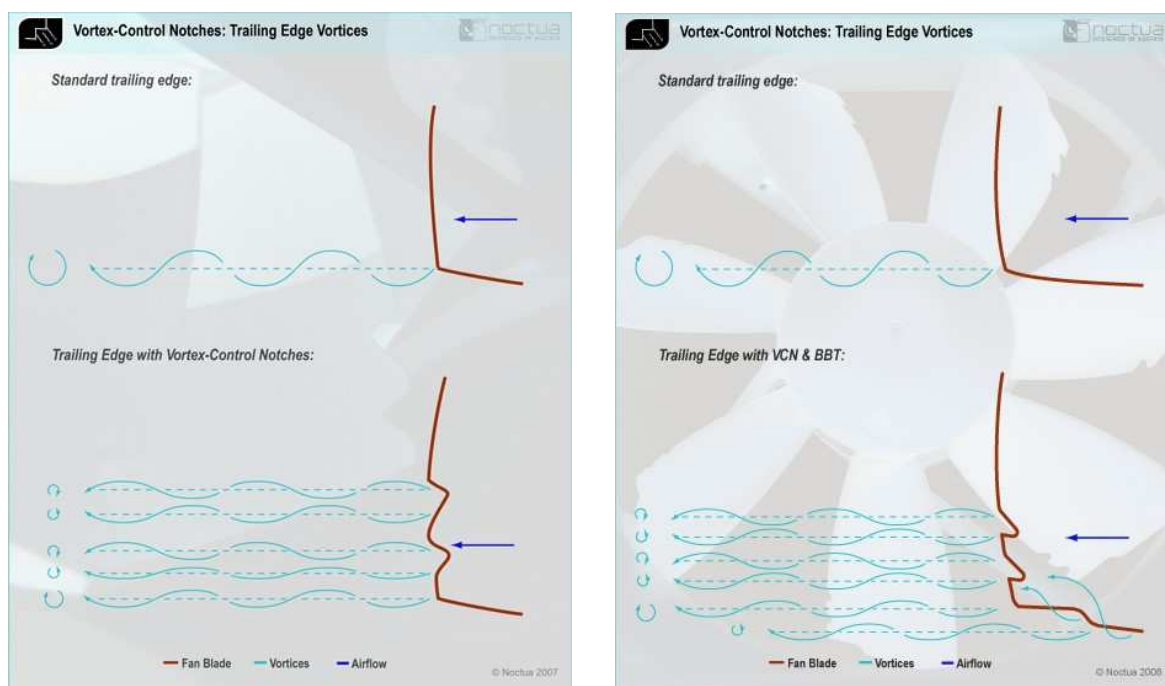 Vortex-Control Notches: Trailing Edge Vortices
noctua
Standard trailing edge:
Trailing Edge with Vortex-Control Notches:
Fan Blade Vortices Airflow
© Noctua 2007
Vortex-Control Notches: Trailing Edge Vortices
noctua
Standard trailing edge:
Trailing Edge with VCN & BBT:
Fan Blade Vortices Airflow
© Noctua 2008